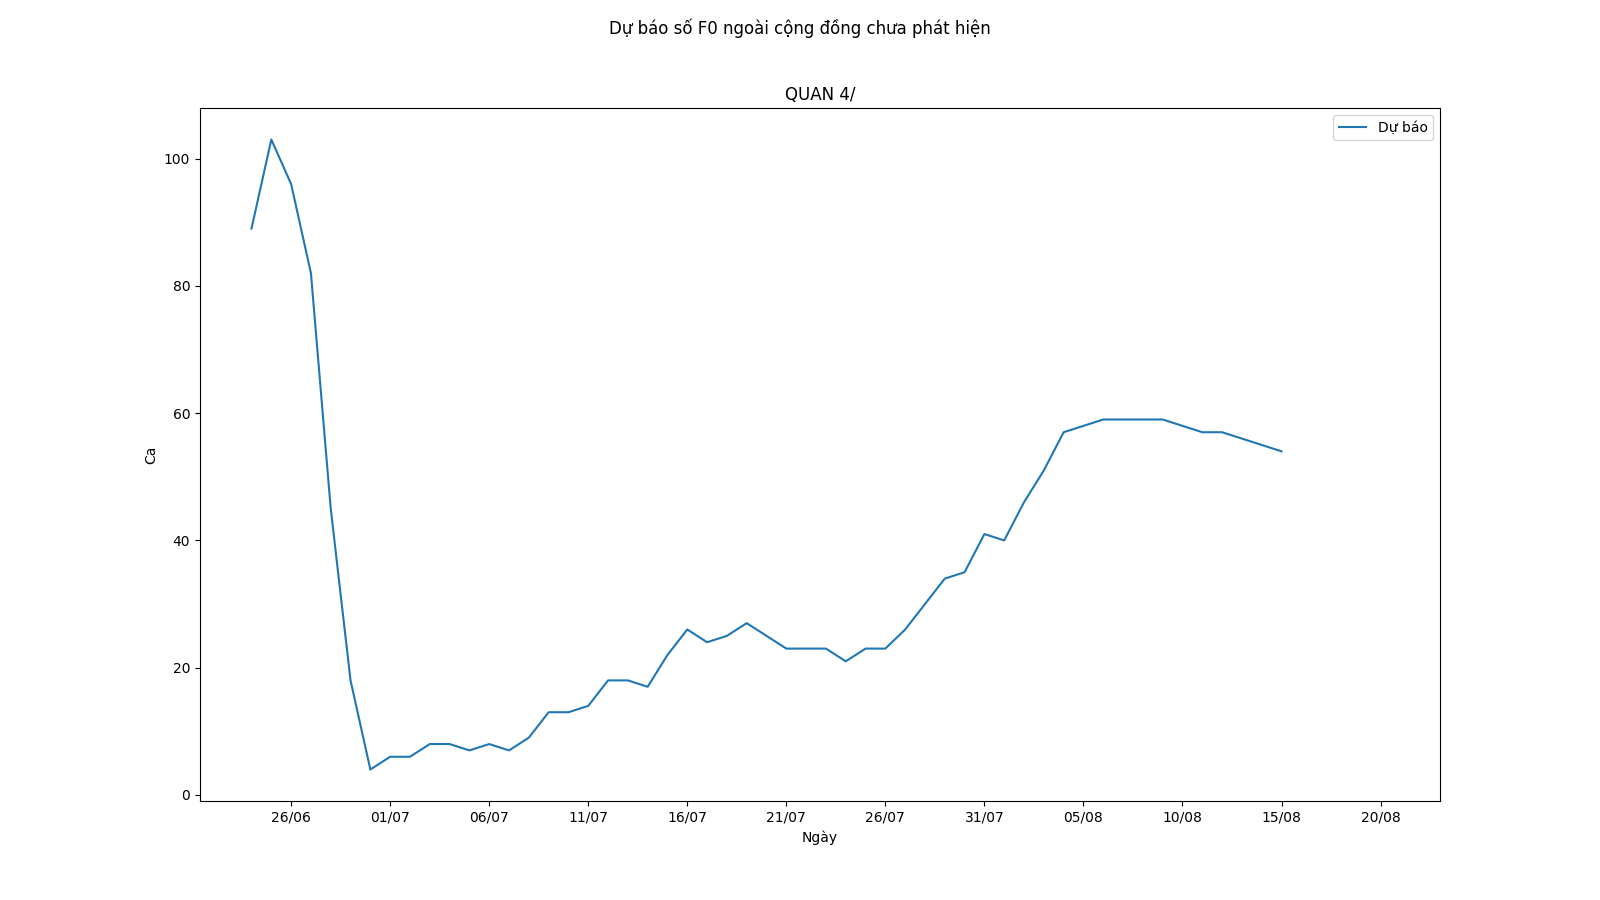 Dự báo số F0 ngoài cộng đồng chưa phát hiện
QUAN 4/
Dự báo
100
80
60
40
20
0
Ca
26/06 01/07 06/07 11/07 16/07 21/07 26/07 31/07 05/08 10/08 15/08 20/08
Ngày